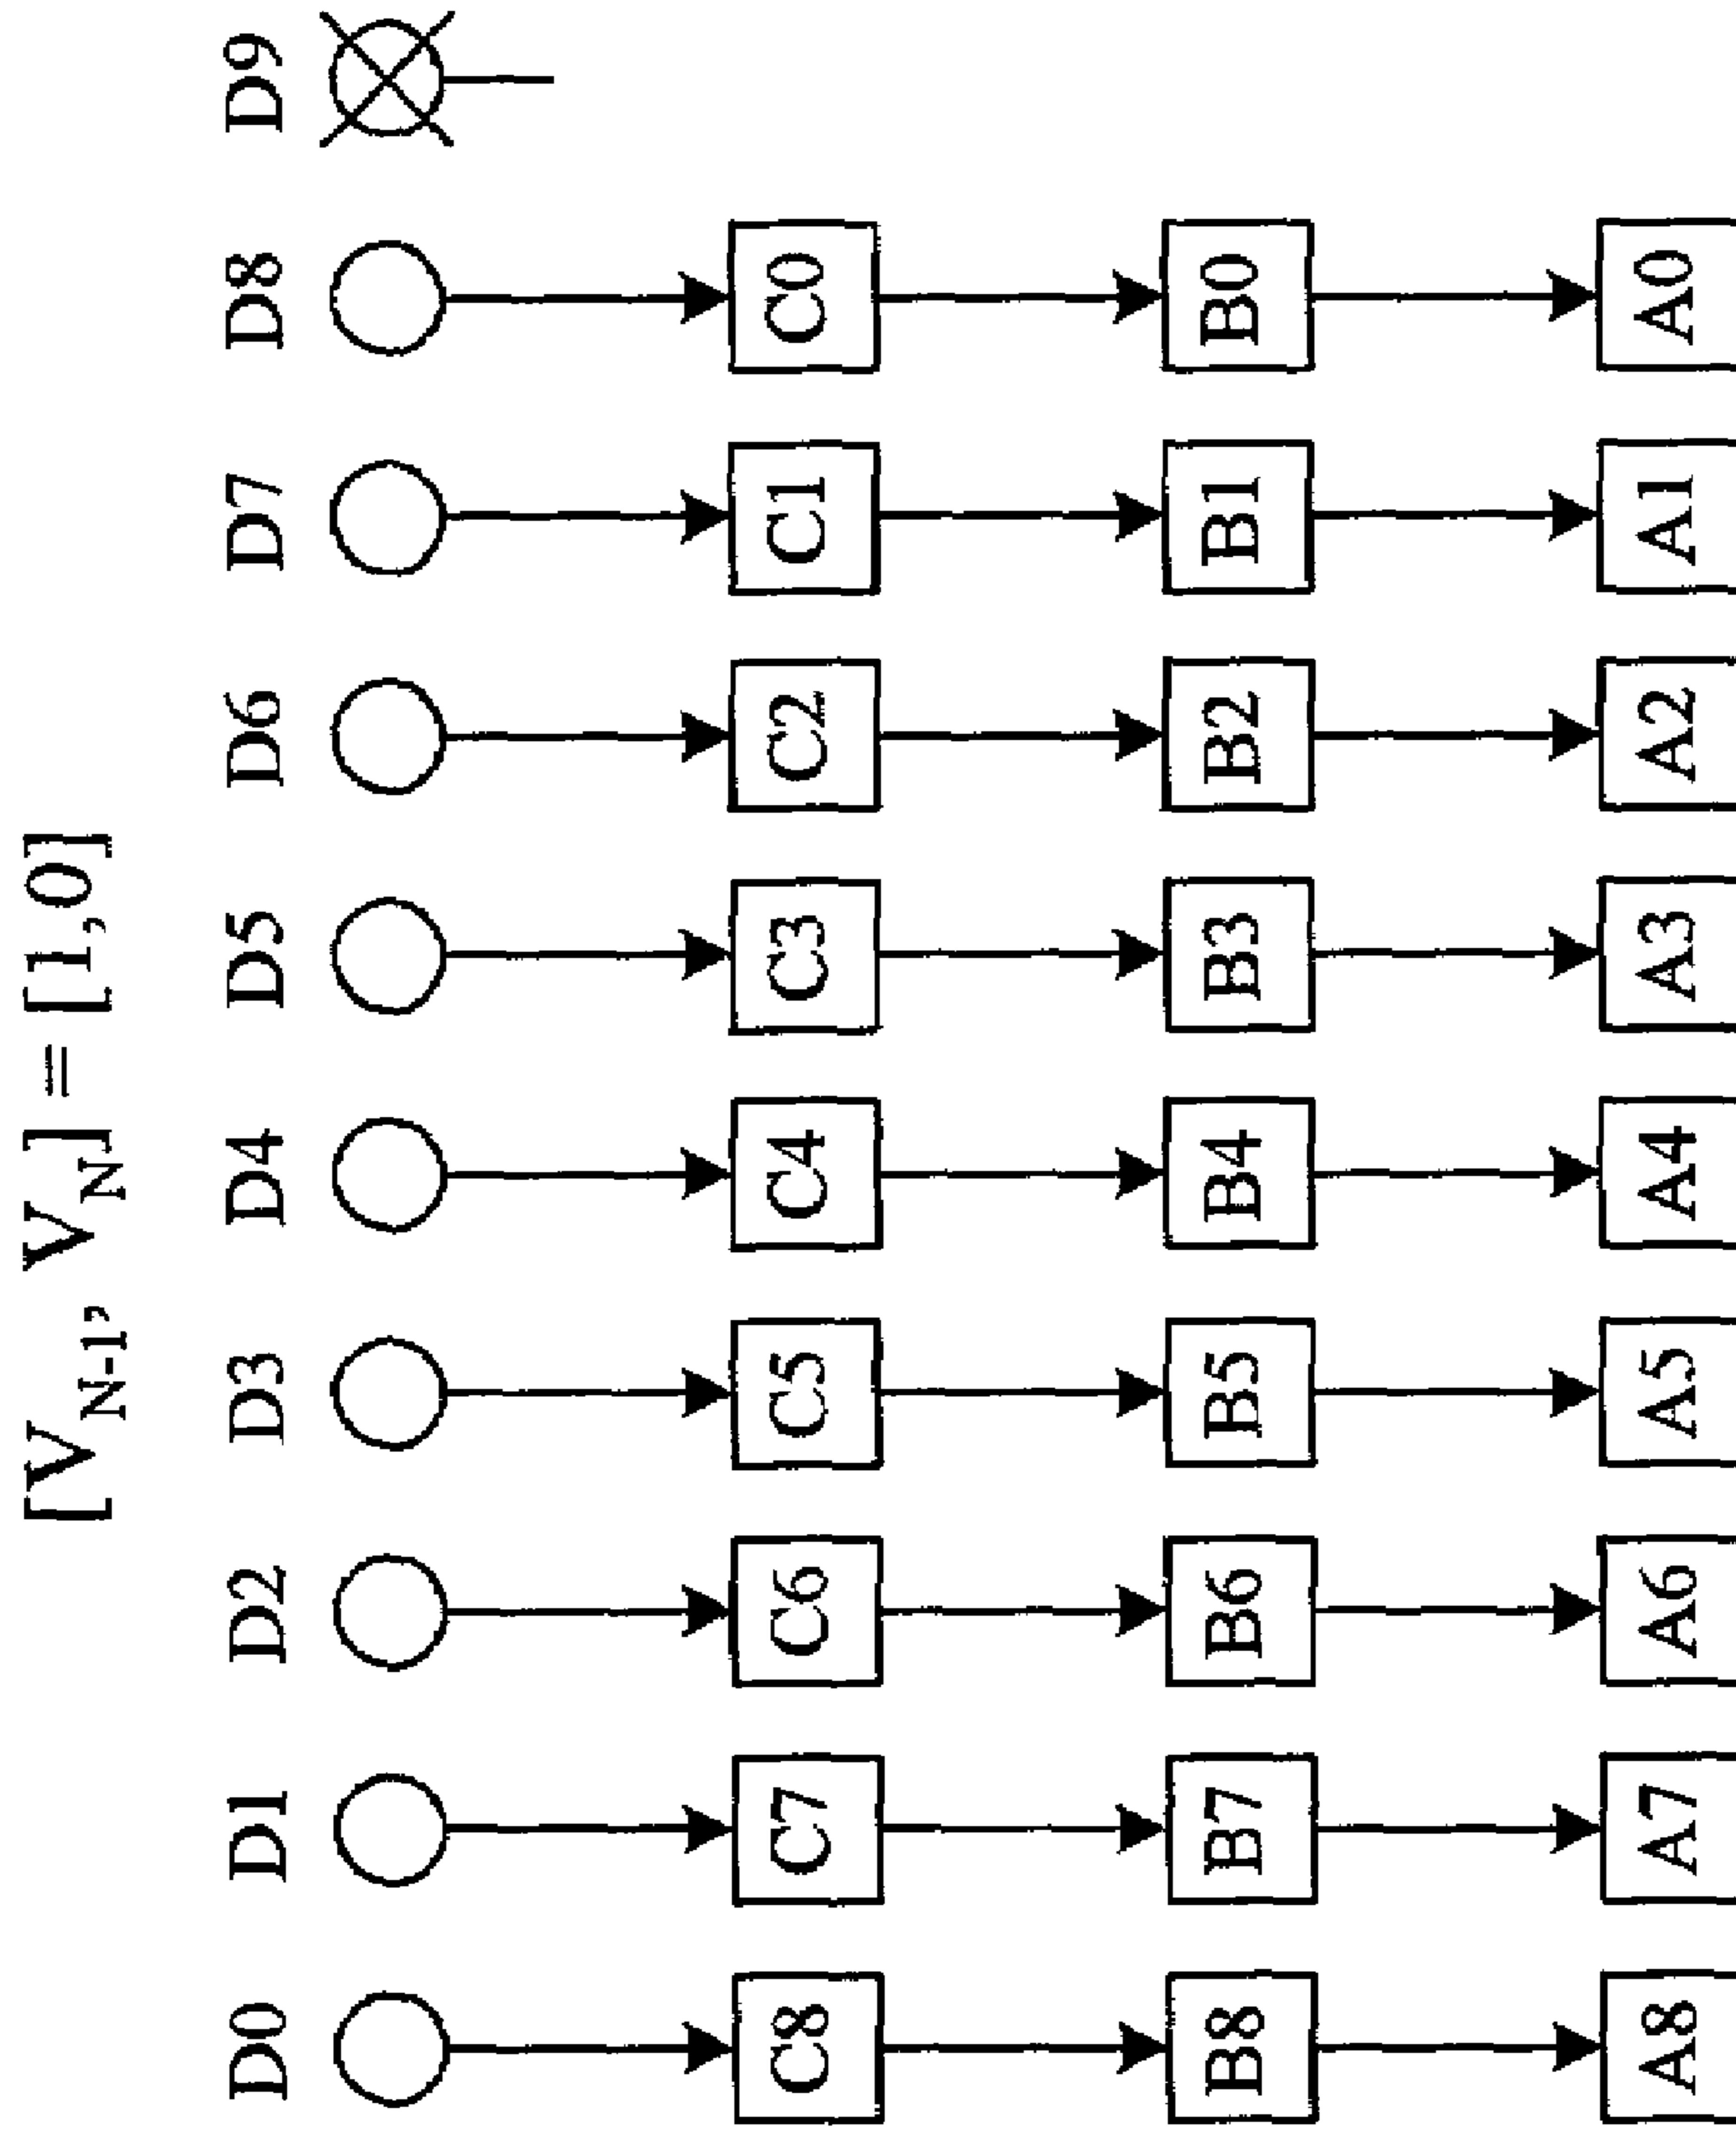 [V_{N-1}, V_N] = [1,0]
D0 D1 D2 D3 D4 D5 D6 D7 D8 D9
C8 C7 C6 C5 C4 C3 C2 C1 C0
B8 B7 B6 B5 B4 B3 B2 B1 B0
A8 A7 A6 A5 A4 A3 A2 A1 A0